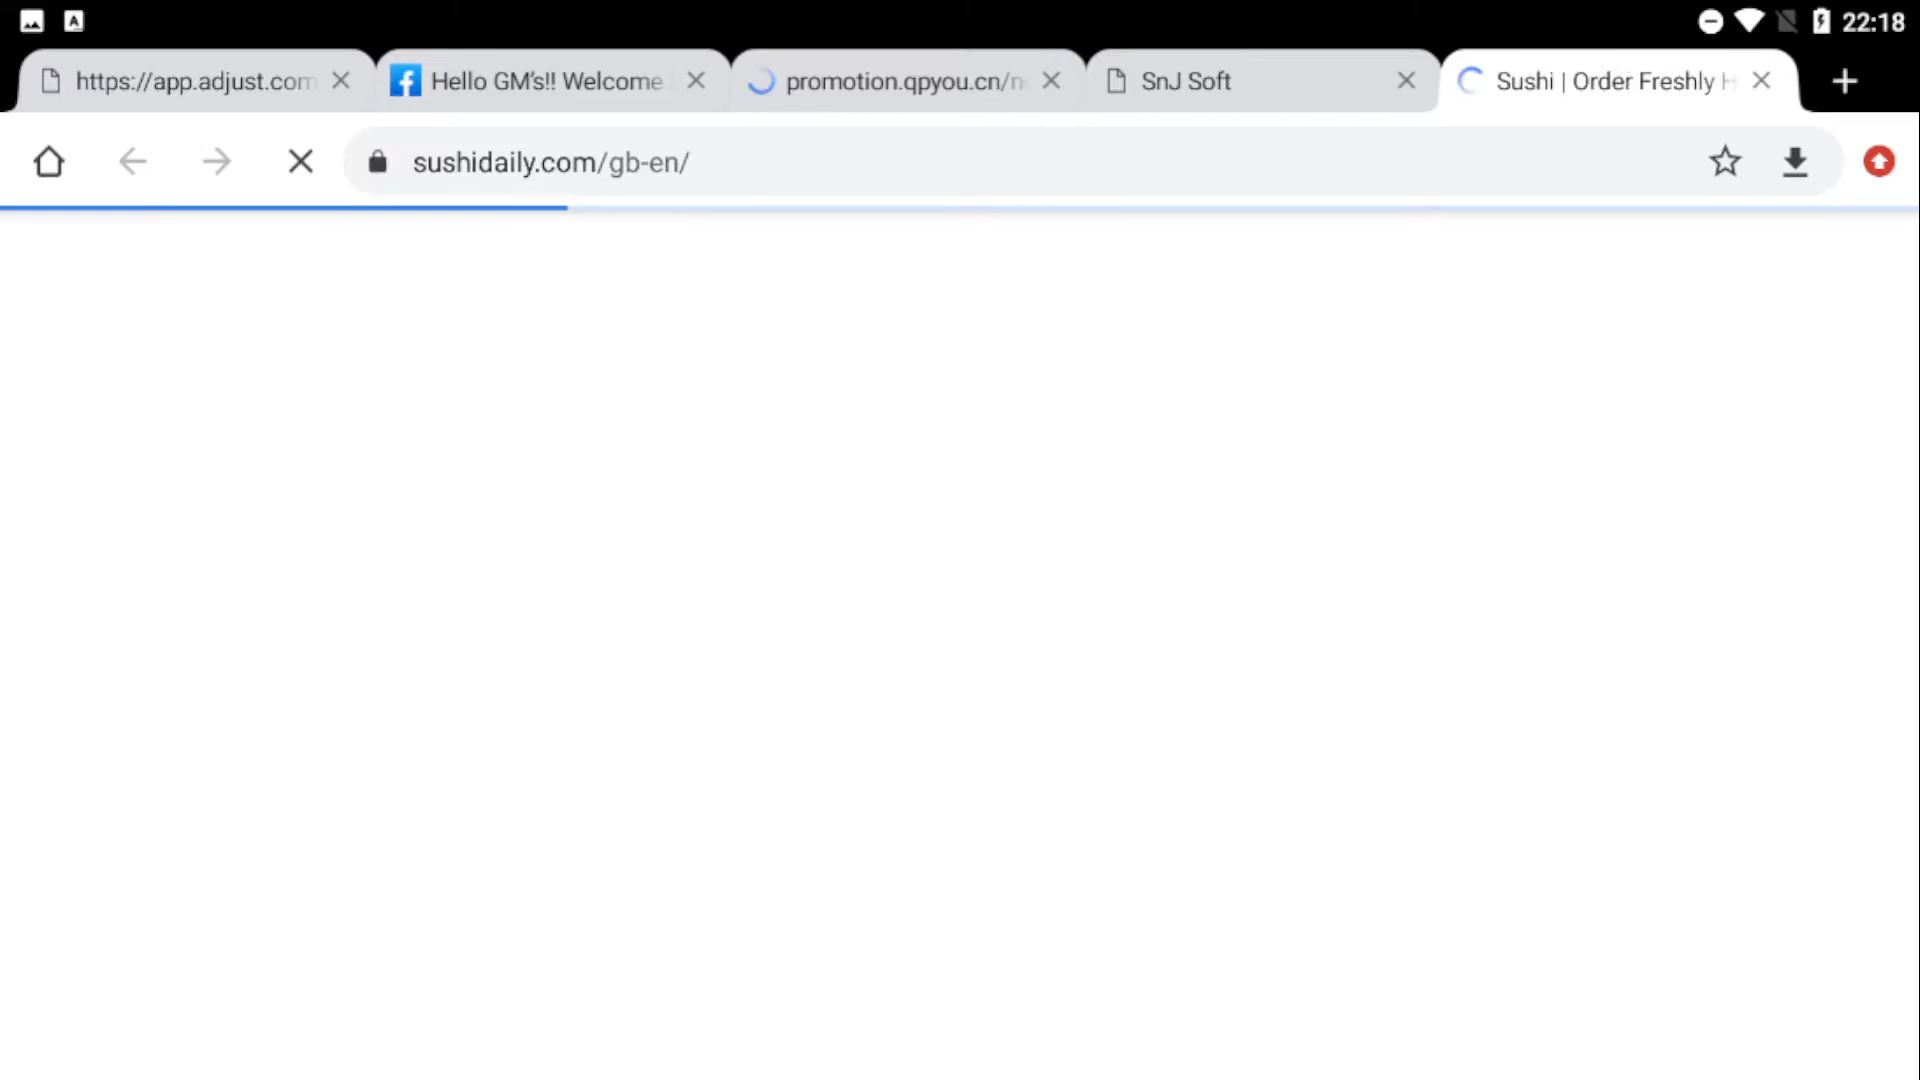 22:18
https://app.adjust.com
Hello GM's!! Welcome
promotion.qpyou.cn/n
SnJ Soft
Sushi | Order Freshly H
sushidaily.com/gb-en/